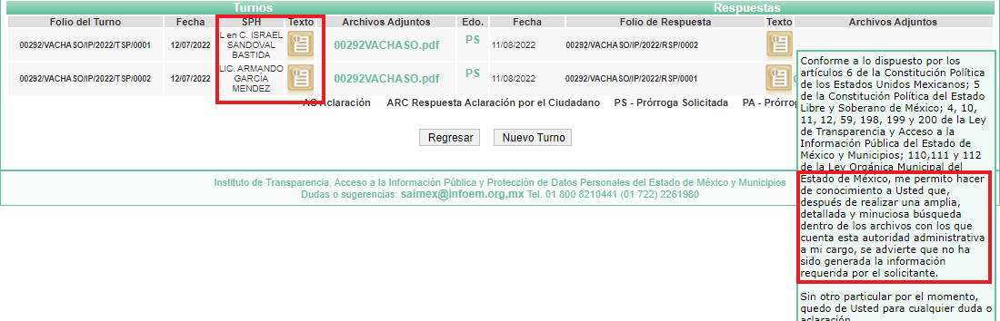 Turnos
Respuestas
Folio del Turno Fecha SPH Texto Archivos Adjuntos Edo. Fecha Folio de Respuesta Texto Archivos Adjuntos
00292/VACHASO/IP/2022/TSP/0001 12/07/2022 L en C. ISRAEL SANDOVAL BASTIDA 00292VACHASO.pdf PS 11/08/2022 00292/VACHASO/IP/2022/RSP/0002
00292/VACHASO/IP/2022/TSP/0002 12/07/2022 LIC. ARMANDO GARCÍA MENDEZ 00292VACHASO.pdf PS 11/08/2022 00292/VACHASO/IP/2022/RSP/0001
Aclaración ARC Respuesta Aclaración por el Ciudadano PS - Prórroga Solicitada PA - Prórrog
Regresar Nuevo Turno
Instituto de Transparencia, Acceso a la Información Pública y Protección de Datos Personales del Estado de México y Municipios
Dudas o sugerencias: saimex@infoem.org.mx Tel. 01 800 8210441 (01 722) 2261980
Conforme a lo dispuesto por los
artículos 6 de la Constitución Política
de los Estados Unidos Mexicanos; 5
de la Constitución Política del Estado
Libre y Soberano de México; 4, 10,
11, 12, 59, 198, 199 y 200 de la Ley
de Transparencia y Acceso a la
Información Pública del Estado de
México y Municipios; 110,111 y 112
de la Ley Orgánica Municipal del
Estado de México, me permito hacer
de conocimiento a Usted que,
después de realizar una amplia,
detallada y minuciosa búsqueda
dentro de los archivos con los que
cuenta esta autoridad administrativa
a mi cargo, se advierte que no ha
sido generada la información
requerida por el solicitante.
Sin otro particular por el momento,
quedo de Usted para cualquier duda o
aclaración